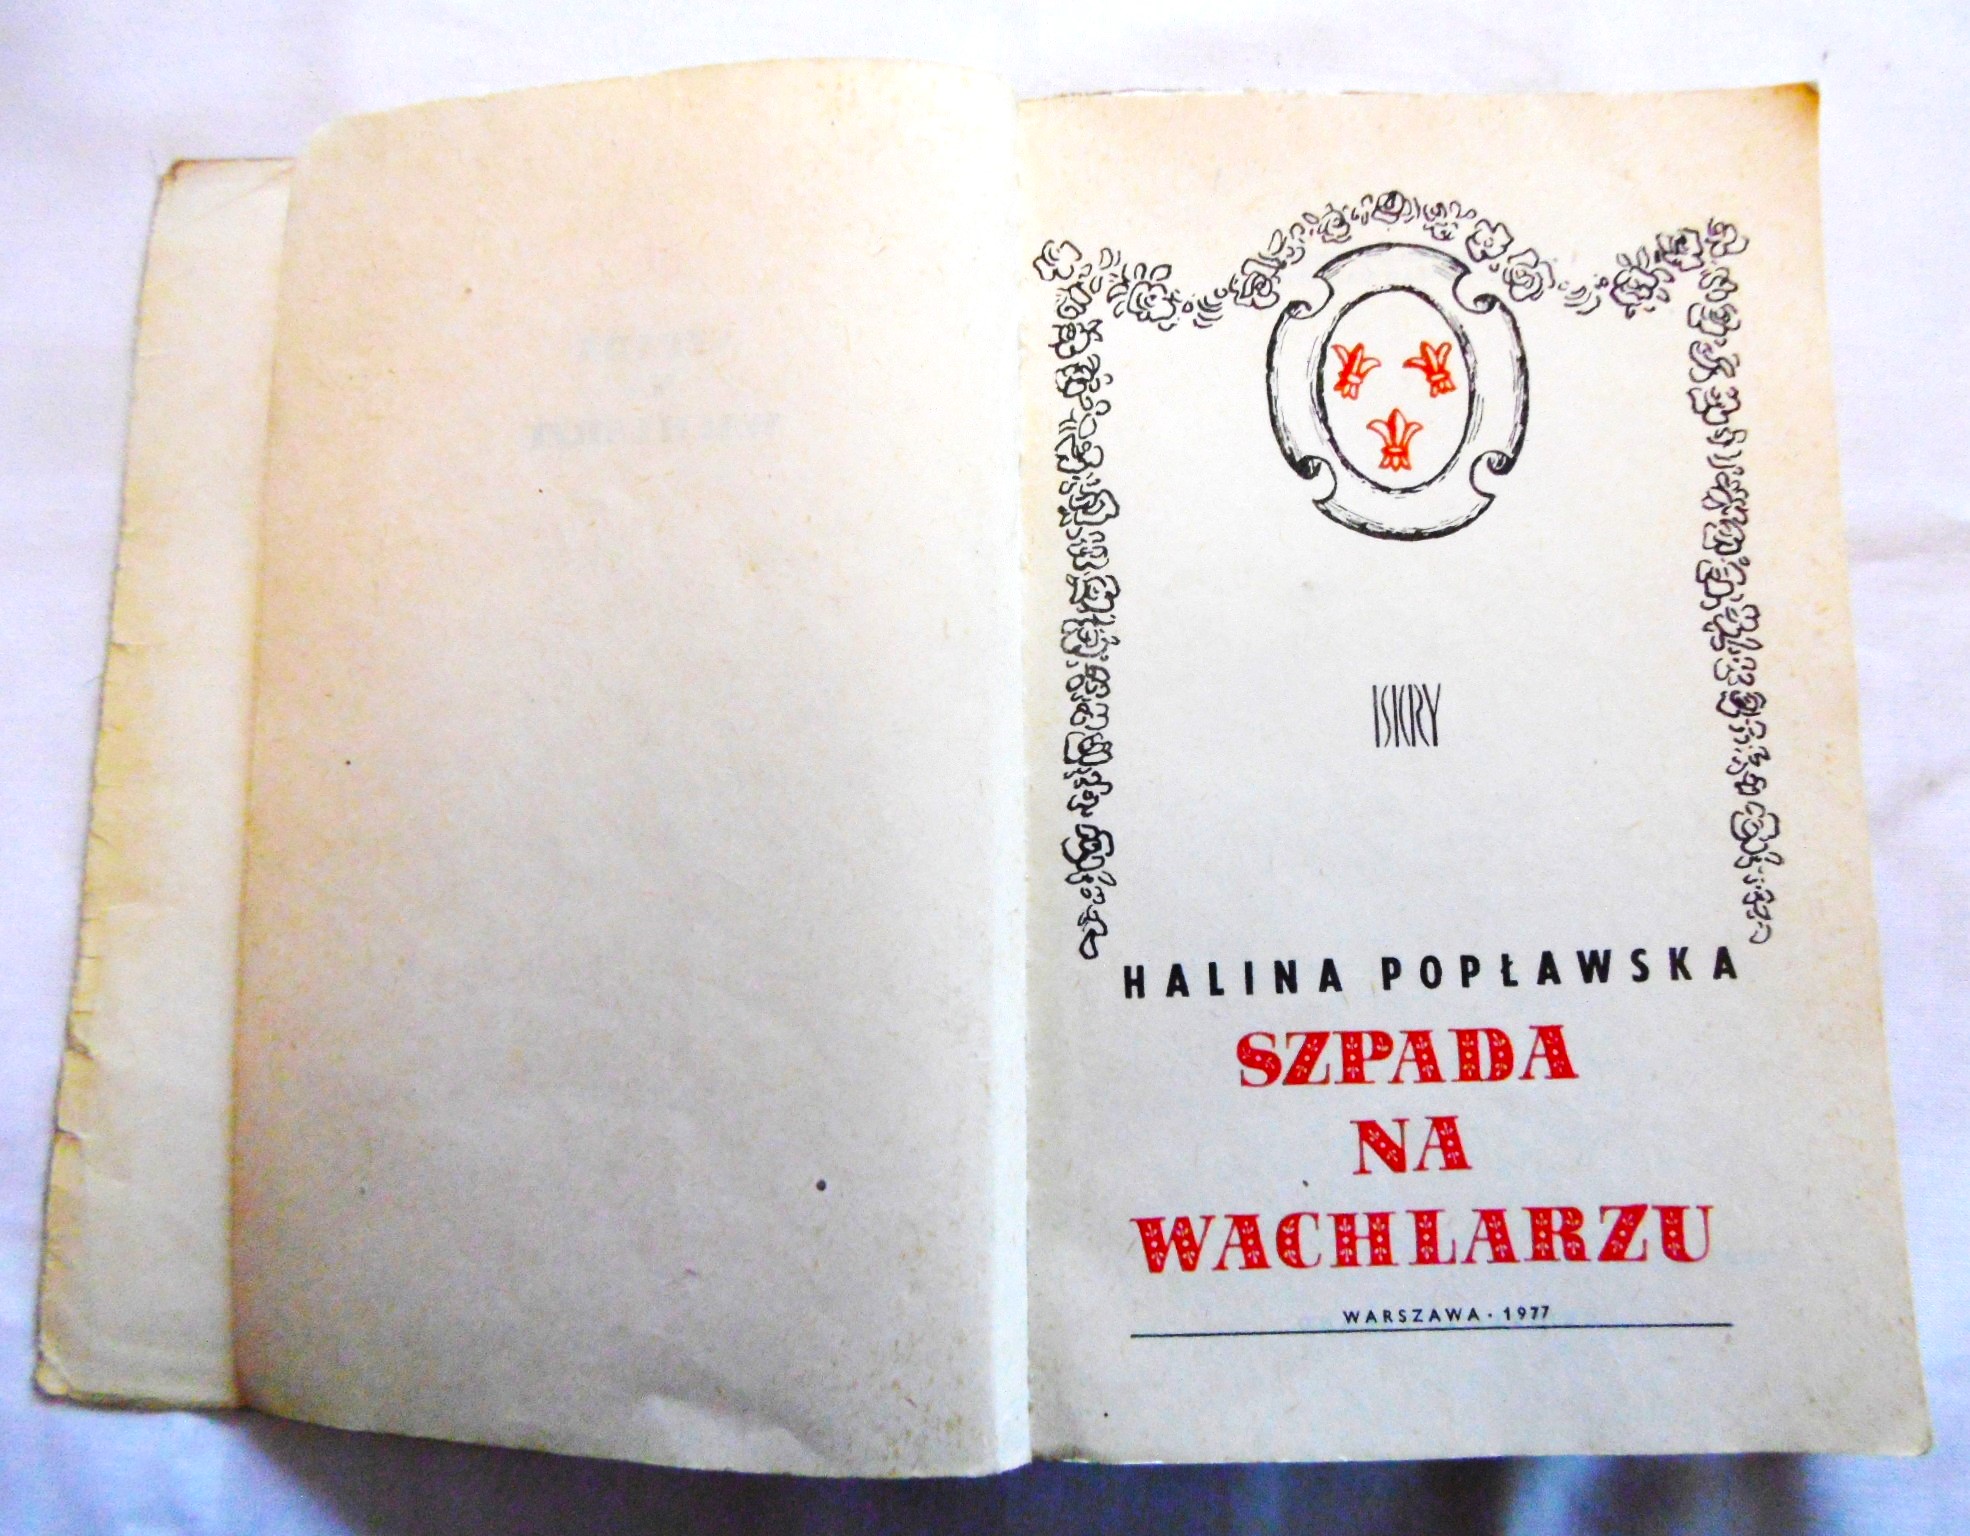 ISKRY
HALINA POPŁAWSKA
SZPADA
NA
WACHLARZU
WARSZAWA · 1977